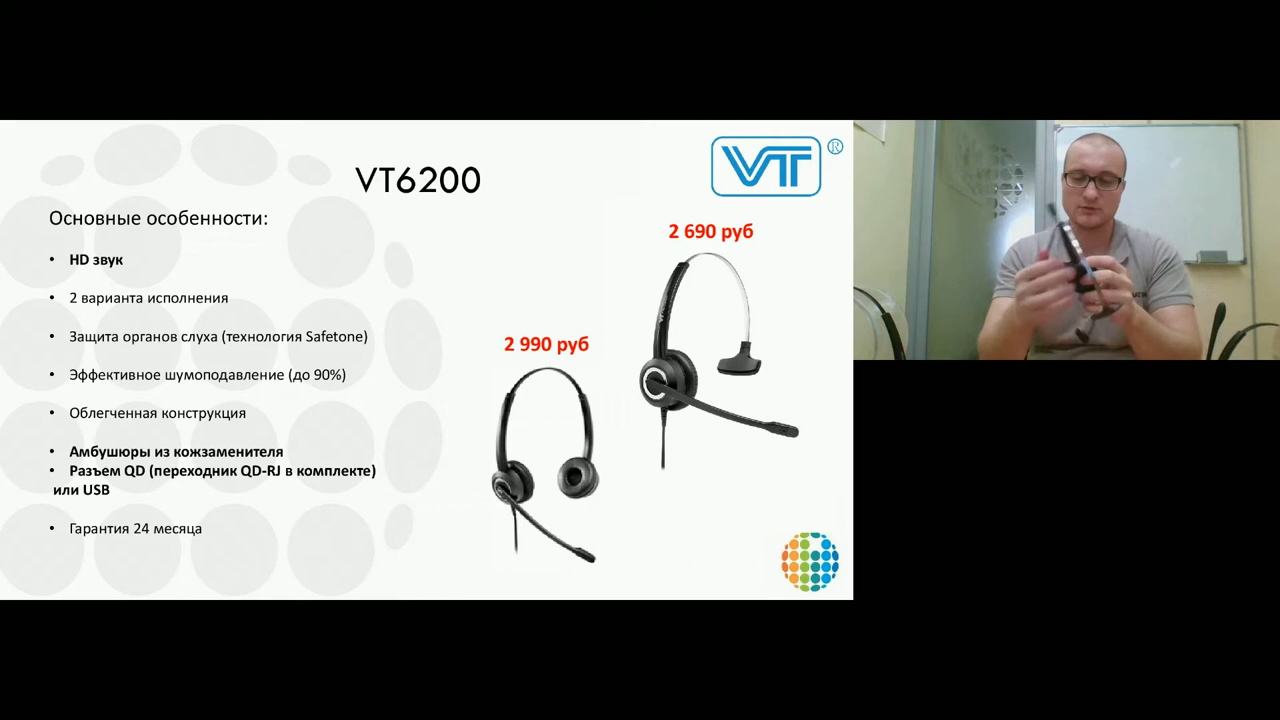 VT6200
VT®
Основные особенности:
2 690 руб
• HD звук
• 2 варианта исполнения
• Защита органов слуха (технология Safetone)
2 990 руб
• Эффективное шумоподавление (до 90%)
• Облегченная конструкция
• Амбушюры из кожзаменителя
• Разъем QD (переходник QD-RJ в комплекте)
или USB
• Гарантия 24 месяца